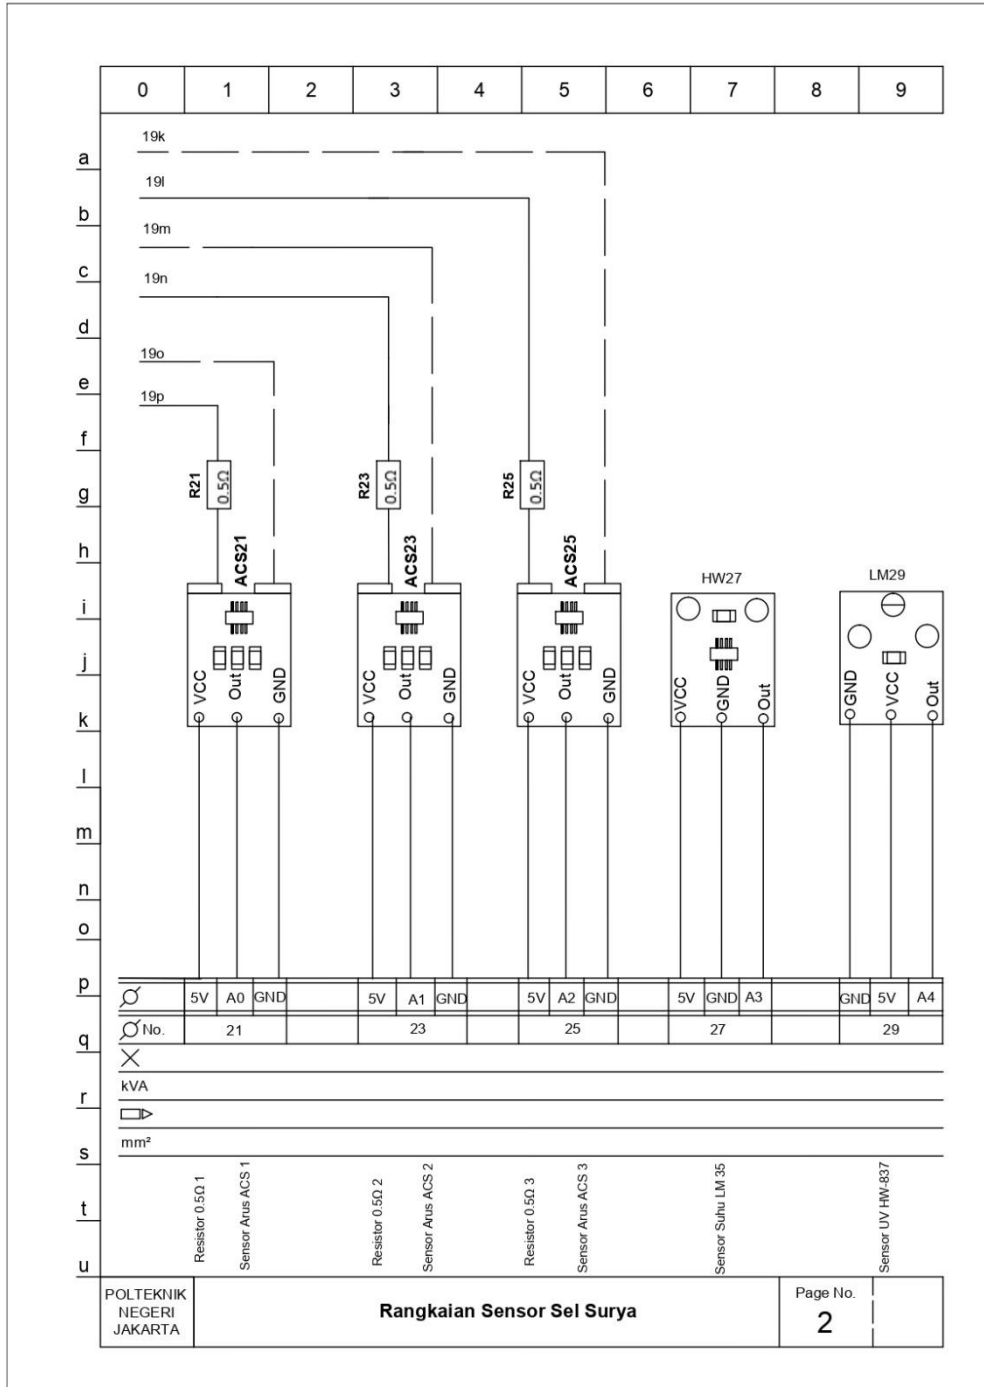 0 1 2 3 4 5 6 7 8 9
19k
a
19l
b
19m
c
19n
d
19o
e
19p
f
R21 0.5Ω R23 0.5Ω R25 0.5Ω
g
h
ACS21 ACS23 ACS25 HW27 LM29
i
j
VCC Out GND VCC Out GND VCC Out GND VCC GND Out GND VCC Out
k
l
m
n
o
p
5V A0 GND 5V A1 GND 5V A2 GND 5V GND A3 GND 5V A4
No. 21 23 25 27 29
q
kVA
r
mm²
s
Resistor 0.5Ω 1
Sensor Arus ACS 1
Resistor 0.5Ω 2
Sensor Arus ACS 2
Resistor 0.5Ω 3
Sensor Arus ACS 3
Sensor Suhu LM 35
Sensor UV HW-837
t
u
POLTEKNIK
NEGERI
JAKARTA
Rangkaian Sensor Sel Surya
Page No.
2